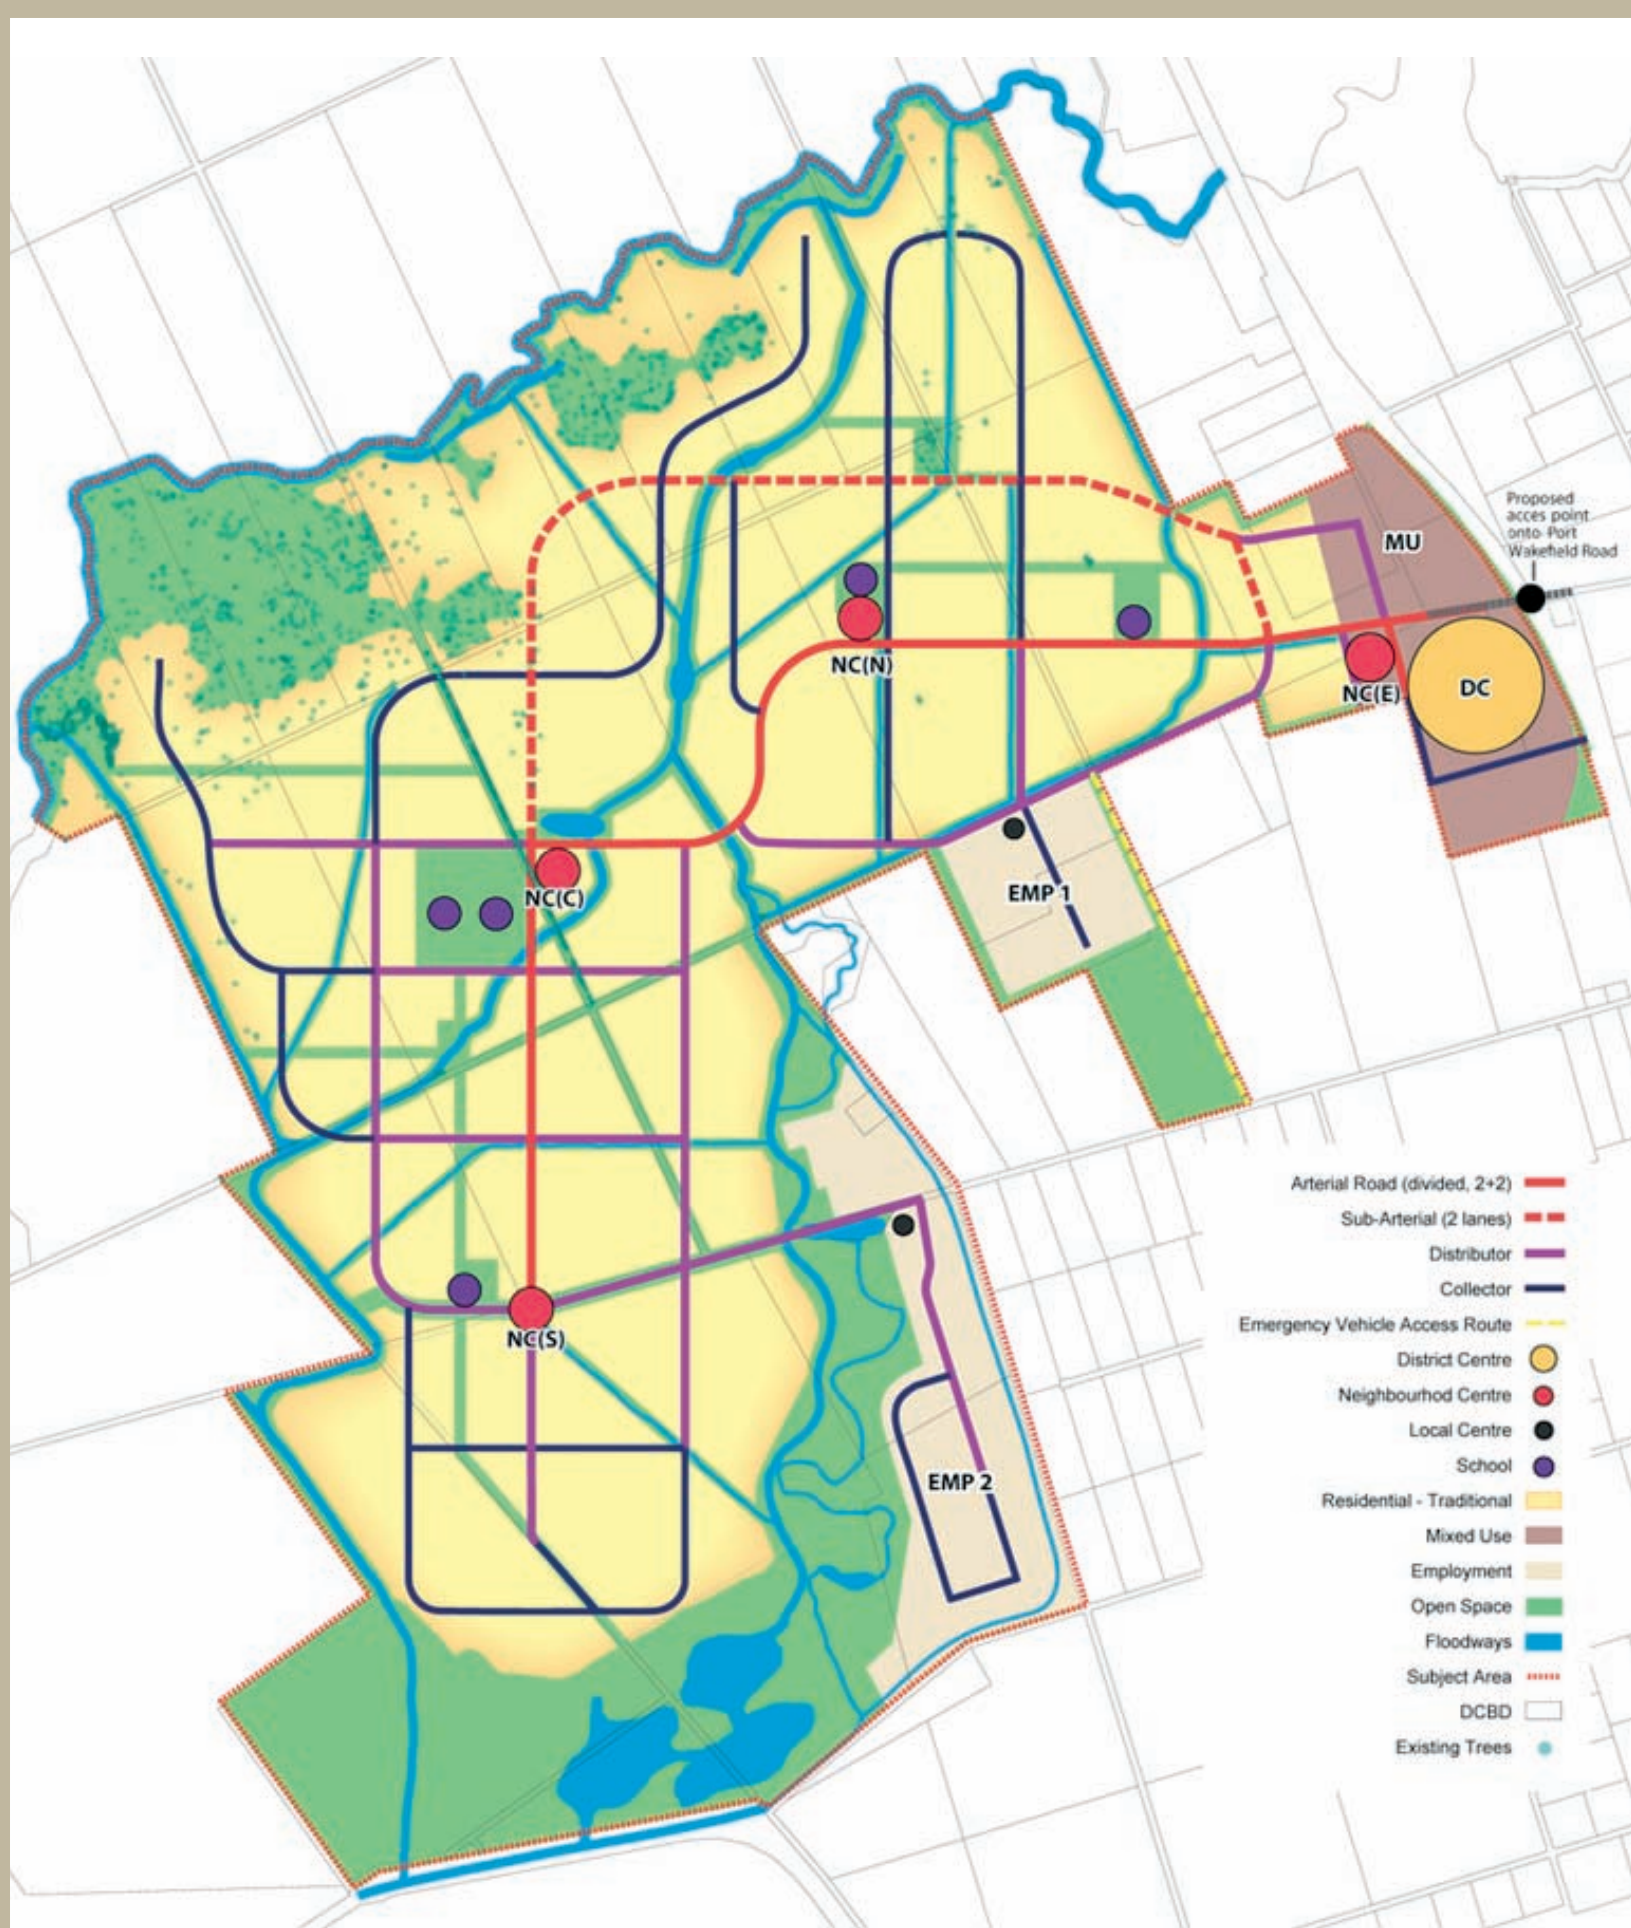 Proposed
acces point
onto Port
Wakefield Road
MU
NC(N)
NC(E)
DC
NC(C)
EMP 1
NC(S)
EMP 2
Arterial Road (divided, 2+2)
Sub-Arterial (2 lanes)
Distributor
Collector
Emergency Vehicle Access Route
District Centre
Neighbourhod Centre
Local Centre
School
Residential - Traditional
Mixed Use
Employment
Open Space
Floodways
Subject Area
DCBD
Existing Trees